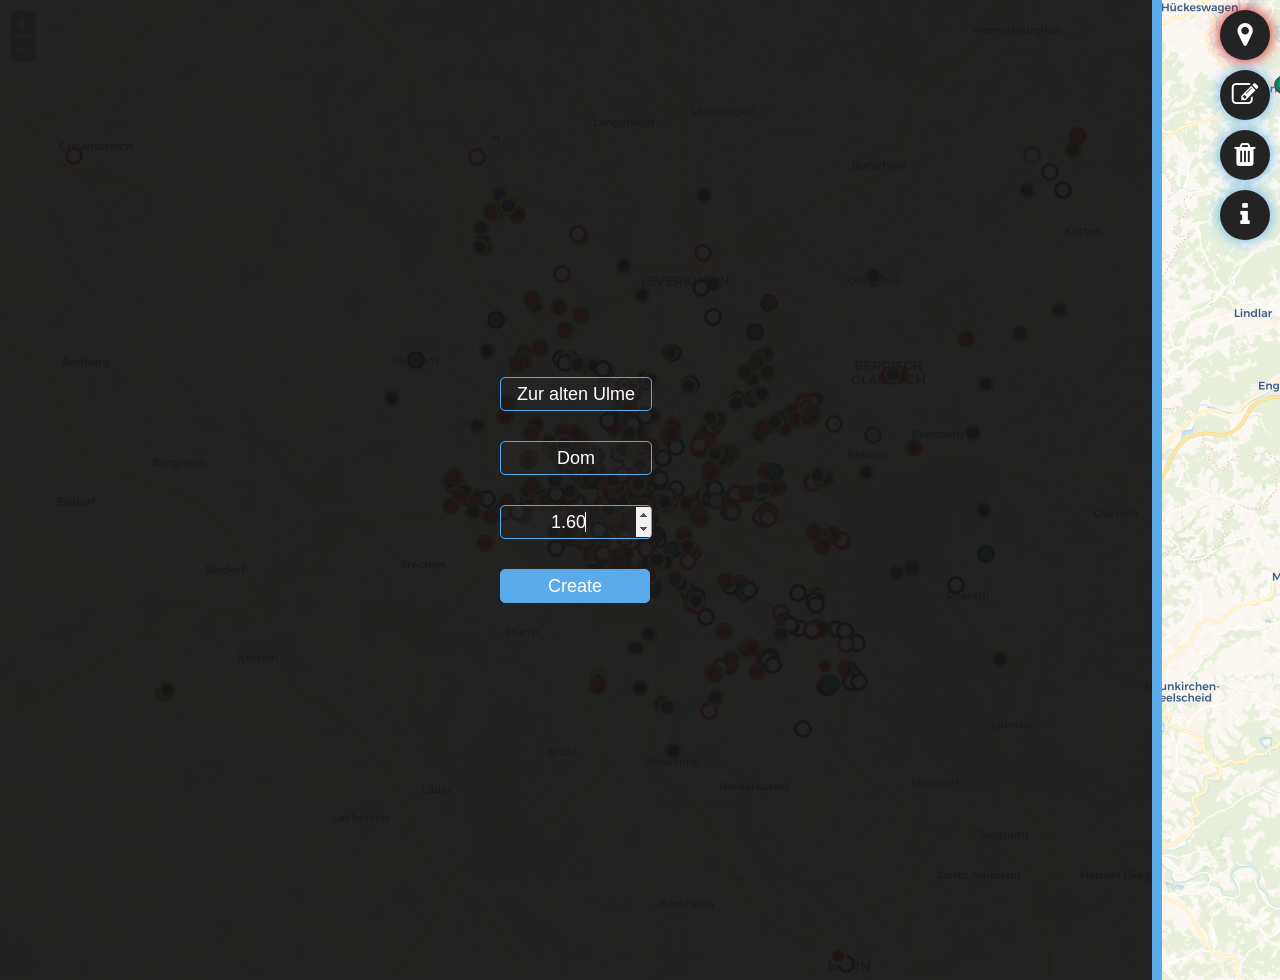 Hückeswagen
Wermelskirchen
Leichlingen
Langenfeld
Grevenbroich
Burscheid
Kürten
LEVERKUSEN
Odenthal
Lindlar
Bedburg
Pulheim
BERGISCH
GLADBACH
Eng
Zur alten Ulme
Bensberg
Refrath
Dom
Bergheim
Elsdorf
Overath
1.60
Frechen
Sindorf
M
Create
Rösrath
Hürth
Kerpen
unkirchen-
eelscheid
Lohmar
Brühl
Wesseling
Niederkassel
Troisdorf
Liblar
Lechenich
Siegburg
Sankt Augustin
Hennef (Sieg
Bornheim
BONN